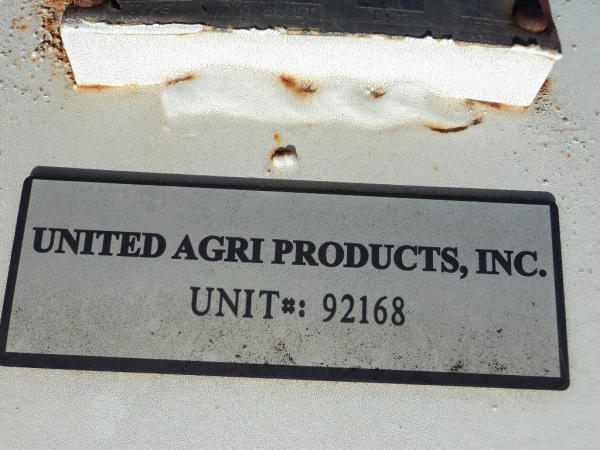 UNITED AGRI PRODUCTS, INC.
UNIT#: 92168